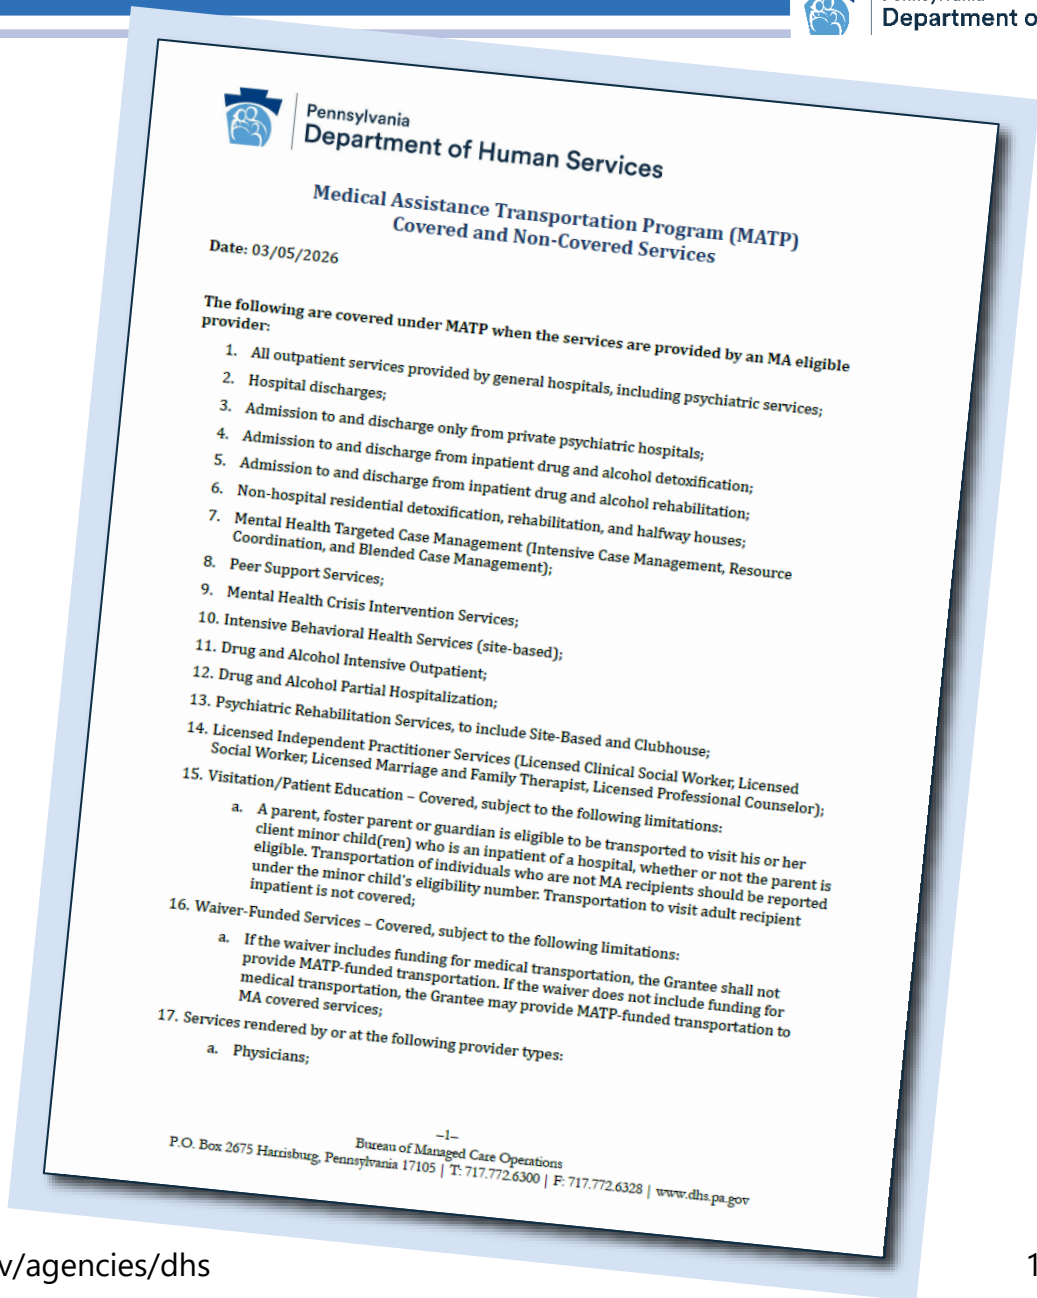 Department o
Pennsylvania
Department of Human Services
Medical Assistance Transportation Program (MATP)
Covered and Non-Covered Services
Date: 03/05/2026
The following are covered under MATP when the services are provided by an MA eligible
provider:
1. All outpatient services provided by general hospitals, including psychiatric services;
2. Hospital discharges;
3. Admission to and discharge only from private psychiatric hospitals;
4. Admission to and discharge from inpatient drug and alcohol detoxification;
5. Admission to and discharge from inpatient drug and alcohol rehabilitation;
6. Non-hospital residential detoxification, rehabilitation, and halfway houses;
7. Mental Health Targeted Case Management (Intensive Case Management, Resource
Coordination, and Blended Case Management);
8. Peer Support Services;
9. Mental Health Crisis Intervention Services;
10. Intensive Behavioral Health Services (site-based);
11. Drug and Alcohol Intensive Outpatient;
12. Drug and Alcohol Partial Hospitalization;
13. Psychiatric Rehabilitation Services, to include Site-Based and Clubhouse;
14. Licensed Independent Practitioner Services (Licensed Clinical Social Worker, Licensed
Social Worker, Licensed Marriage and Family Therapist, Licensed Professional Counselor);
15. Visitation/Patient Education – Covered, subject to the following limitations:
a. A parent, foster parent or guardian is eligible to be transported to visit his or her
client minor child(ren) who is an inpatient of a hospital, whether or not the parent is
eligible. Transportation of individuals who are not MA recipients should be reported
under the minor child's eligibility number. Transportation to visit adult recipient
inpatient is not covered;
16. Waiver-Funded Services – Covered, subject to the following limitations:
a. If the waiver includes funding for medical transportation, the Grantee shall not
provide MATP-funded transportation. If the waiver does not include funding for
medical transportation, the Grantee may provide MATP-funded transportation to
MA covered services;
17. Services rendered by or at the following provider types:
a. Physicians;
–1–
Bureau of Managed Care Operations
P.O. Box 2675 Harrisburg, Pennsylvania 17105 | T: 717.772.6300 | F: 717.772.6328 | www.dhs.pa.gov
v/agencies/dhs
1